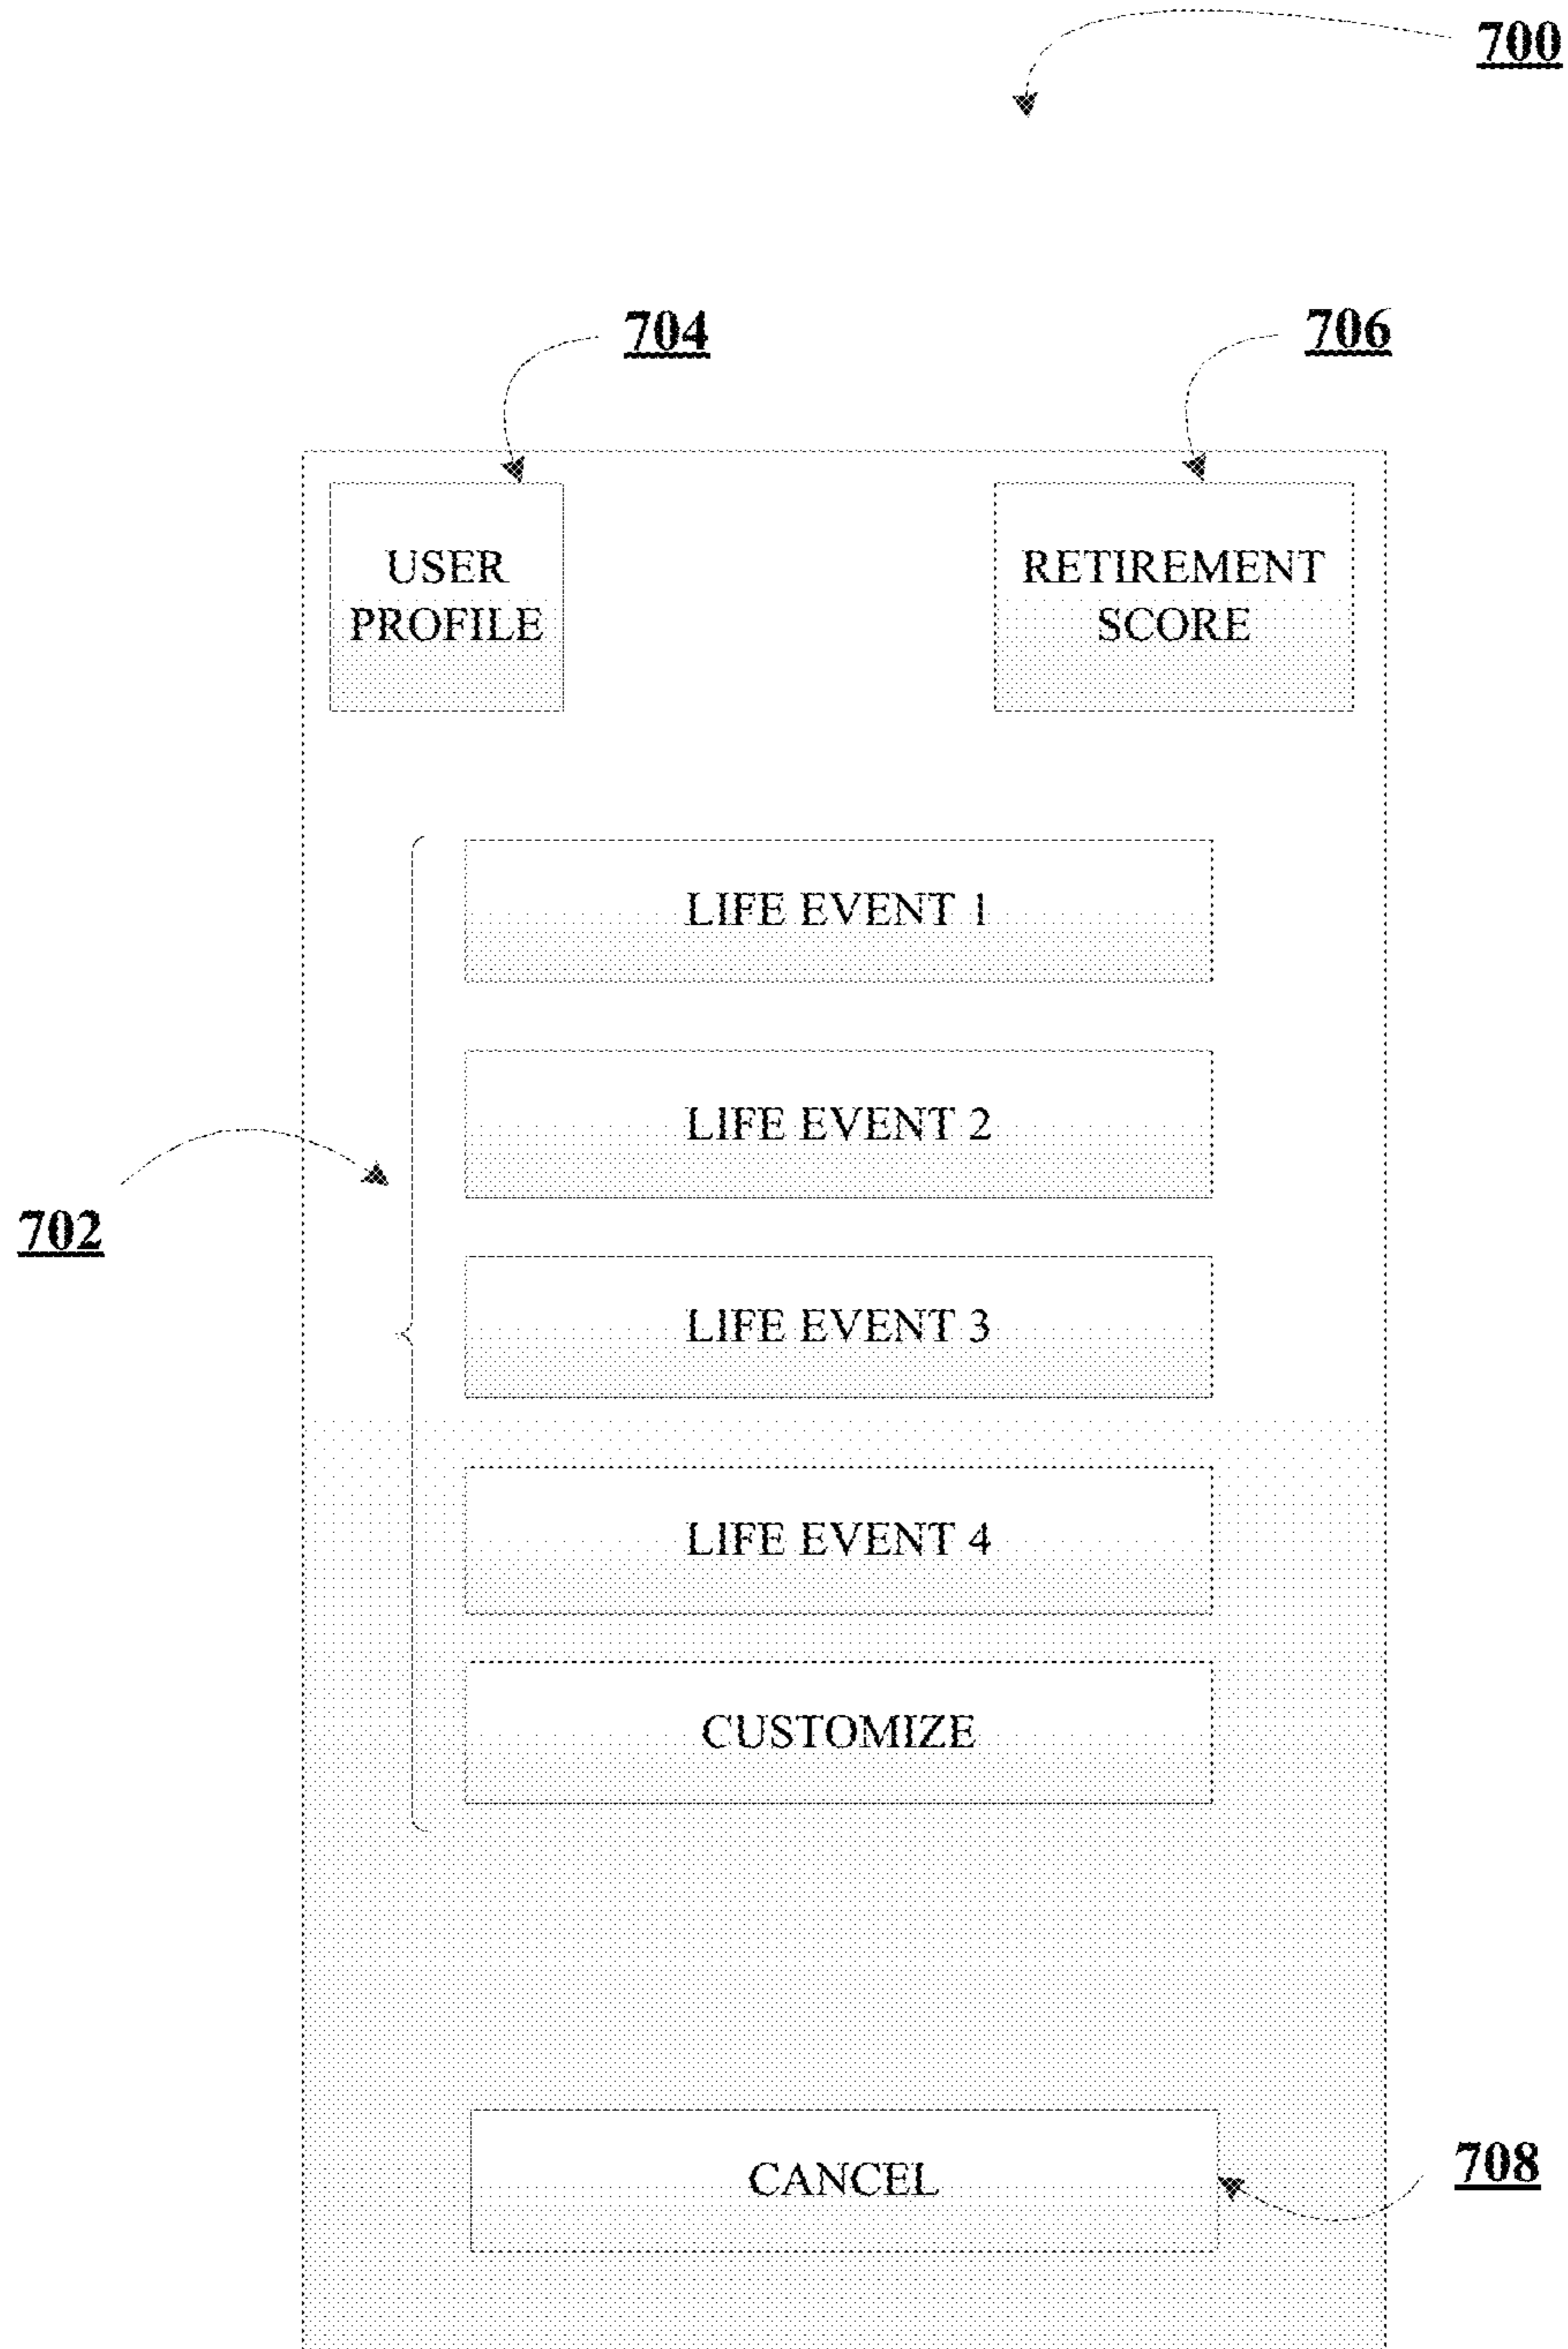 700
704
706
USER
PROFILE
RETIREMENT
SCORE
LIFE EVENT 1
LIFE EVENT 2
702
LIFE EVENT 3
LIFE EVENT 4
CUSTOMIZE
CANCEL
708